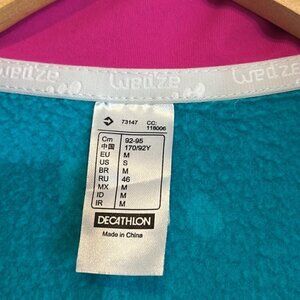 wedze wedze wedze
73147 CC: 118006
Cm 92-95
中国 170/92Y
EU M
US S
BR M
RU 46
MX M
ID M
IR M
DECATHLON
Made in China